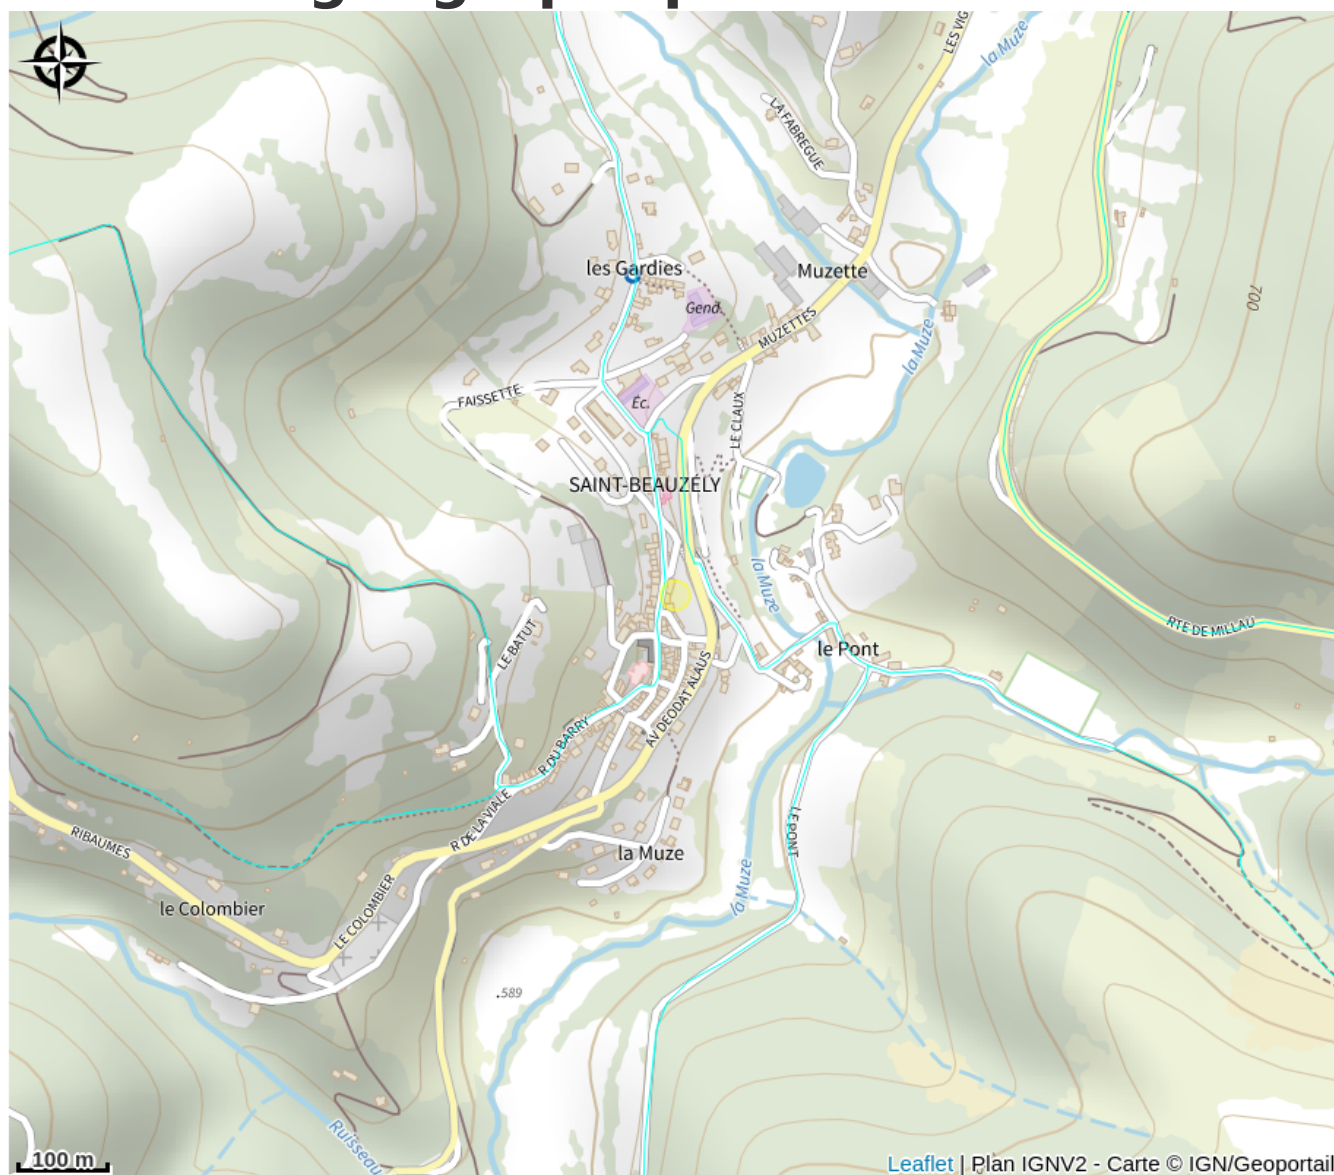 la Muze
LES VIG
LA FABREGUE
les Gardies
Muzette
700
Gend.
MUZETTES
la Muze
FAISSETTE
Éc.
LE CLAUX
SAINT-BEAUZELY
la Muze
RTE DE MILLAU
LE BATUT
le Pont
AV DEODAT ALAUS
R DU BARRY
R DE LA VIALE
LE PONT
RIBAUMES
la Muze
la Muze
LE COLOMBIER
le Colombier
.589
Ruisseau
100 m
Leaflet | Plan IGNV2 - Carte © IGN/Geoportail